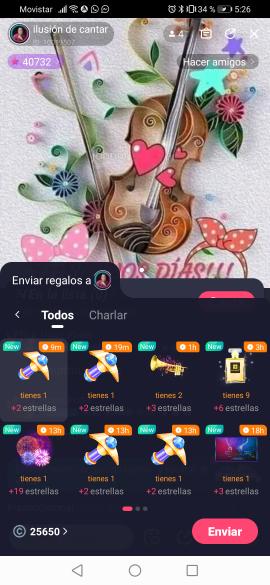 Movistar 34 % 5:26
ilusión de cantar
4
40732
Hacer amigos >
OS DÍAS!!!
Enviar regalos a
Todos Charlar
New 9m New 19m New 1h New 3h
tienes 1 tienes 1 tienes 2 tienes 9
+2 estrellas +2 estrellas +3 estrellas +6 estrellas
New 13h New 13h New 13h New 18h
tienes 1 tienes 1 tienes 1 tienes 1
+19 estrellas +2 estrellas +2 estrellas +3 estrellas
C 25650 >
Enviar